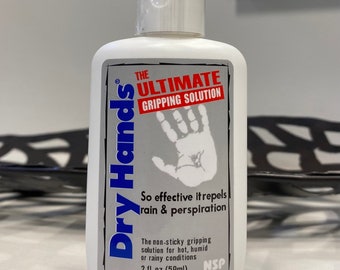 Dry Hands®
THE
ULTIMATE
GRIPPING SOLUTION
So effective it repels
rain & perspiration
The non-sticky gripping
solution for hot, humid
or rainy conditions
2 fl oz (59ml)
NSP